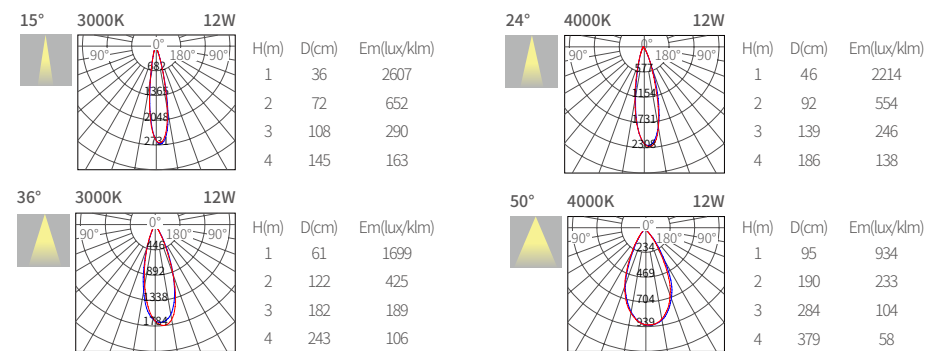 15° 3000K 12W
0°
90° 180° 90°
682
1365
2048
2731
H(m) D(cm) Em(lux/klm)
1 36 2607
2 72 652
3 108 290
4 145 163
24° 4000K 12W
0°
90° 180° 90°
577
1154
1731
2308
H(m) D(cm) Em(lux/klm)
1 46 2214
2 92 554
3 139 246
4 186 138
36° 3000K 12W
0°
90° 180° 90°
446
892
1338
1784
H(m) D(cm) Em(lux/klm)
1 61 1699
2 122 425
3 182 189
4 243 106
50° 4000K 12W
0°
90° 180° 90°
234
469
704
939
H(m) D(cm) Em(lux/klm)
1 95 934
2 190 233
3 284 104
4 379 58